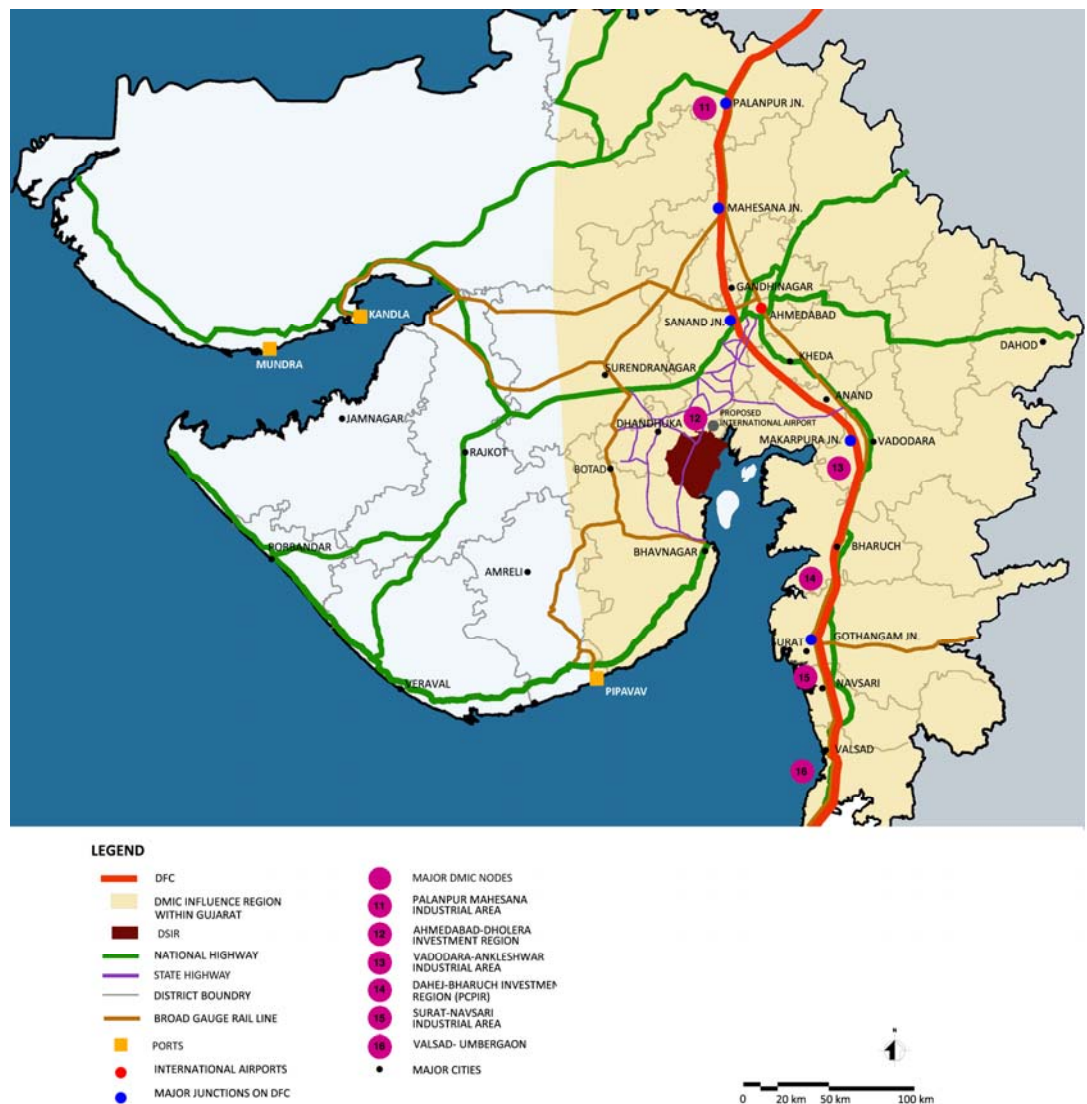 11
PALANPUR JN.
MAHESANA JN.
GANDHINAGAR
KANDLA
SANAND JN.
AHMEDABAD
MUNDRA
DAHOD
KHEDA
SURENDRANAGAR
ANAND
JAMNAGAR
12
PROPOSED
INTERNATIONAL AIRPORT
DHANDHUKA
MAKARPURA JN.
VADODARA
RAJKOT
BOTAD
13
BHARUCH
BHAVNAGAR
PORBANDAR
AMRELI
14
GOTHANGAM JN.
SURAT
15
NAVSARI
VERAVAL
PIPAVAV
VALSAD
16
LEGEND
DFC
DMIC INFLUENCE REGION
WITHIN GUJARAT
DSIR
NATIONAL HIGHWAY
STATE HIGHWAY
DISTRICT BOUNDRY
BROAD GAUGE RAIL LINE
PORTS
INTERNATIONAL AIRPORTS
MAJOR JUNCTIONS ON DFC
MAJOR DMIC NODES
11 PALANPUR MAHESANA
INDUSTRIAL AREA
12 AHMEDABAD-DHOLERA
INVESTMENT REGION
13 VADODARA-ANKLESHWAR
INDUSTRIAL AREA
14 DAHEJ-BHARUCH INVESTMEN
REGION (PCPIR)
15 SURAT-NAVSARI
INDUSTRIAL AREA
16 VALSAD- UMBERGAON
MAJOR CITIES
N
0 20 km 50 km 100 km